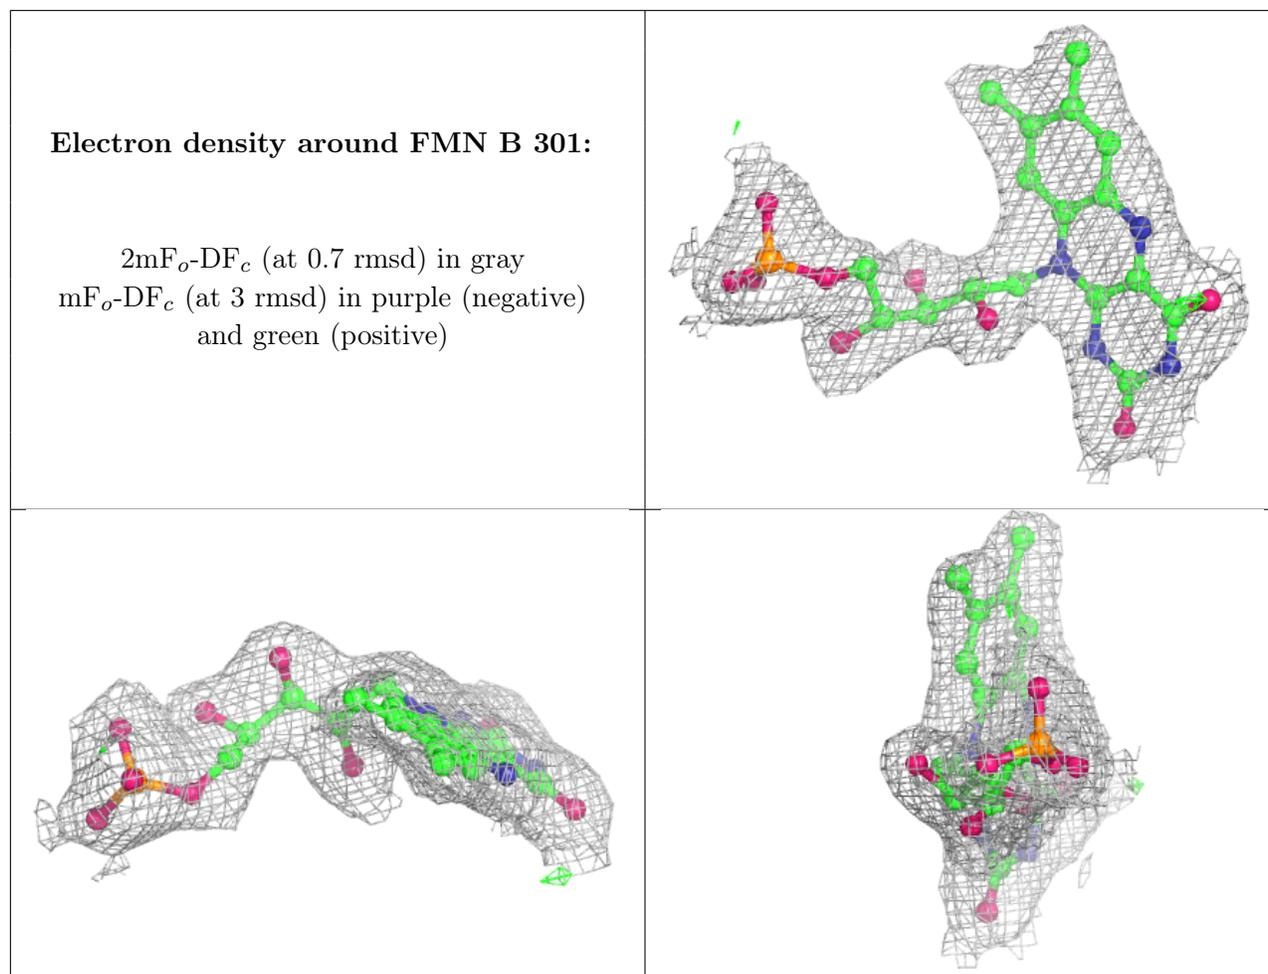 Electron density around FMN B 301:
2mFo-DFc (at 0.7 rmsd) in gray
mFo-DFc (at 3 rmsd) in purple (negative)
and green (positive)